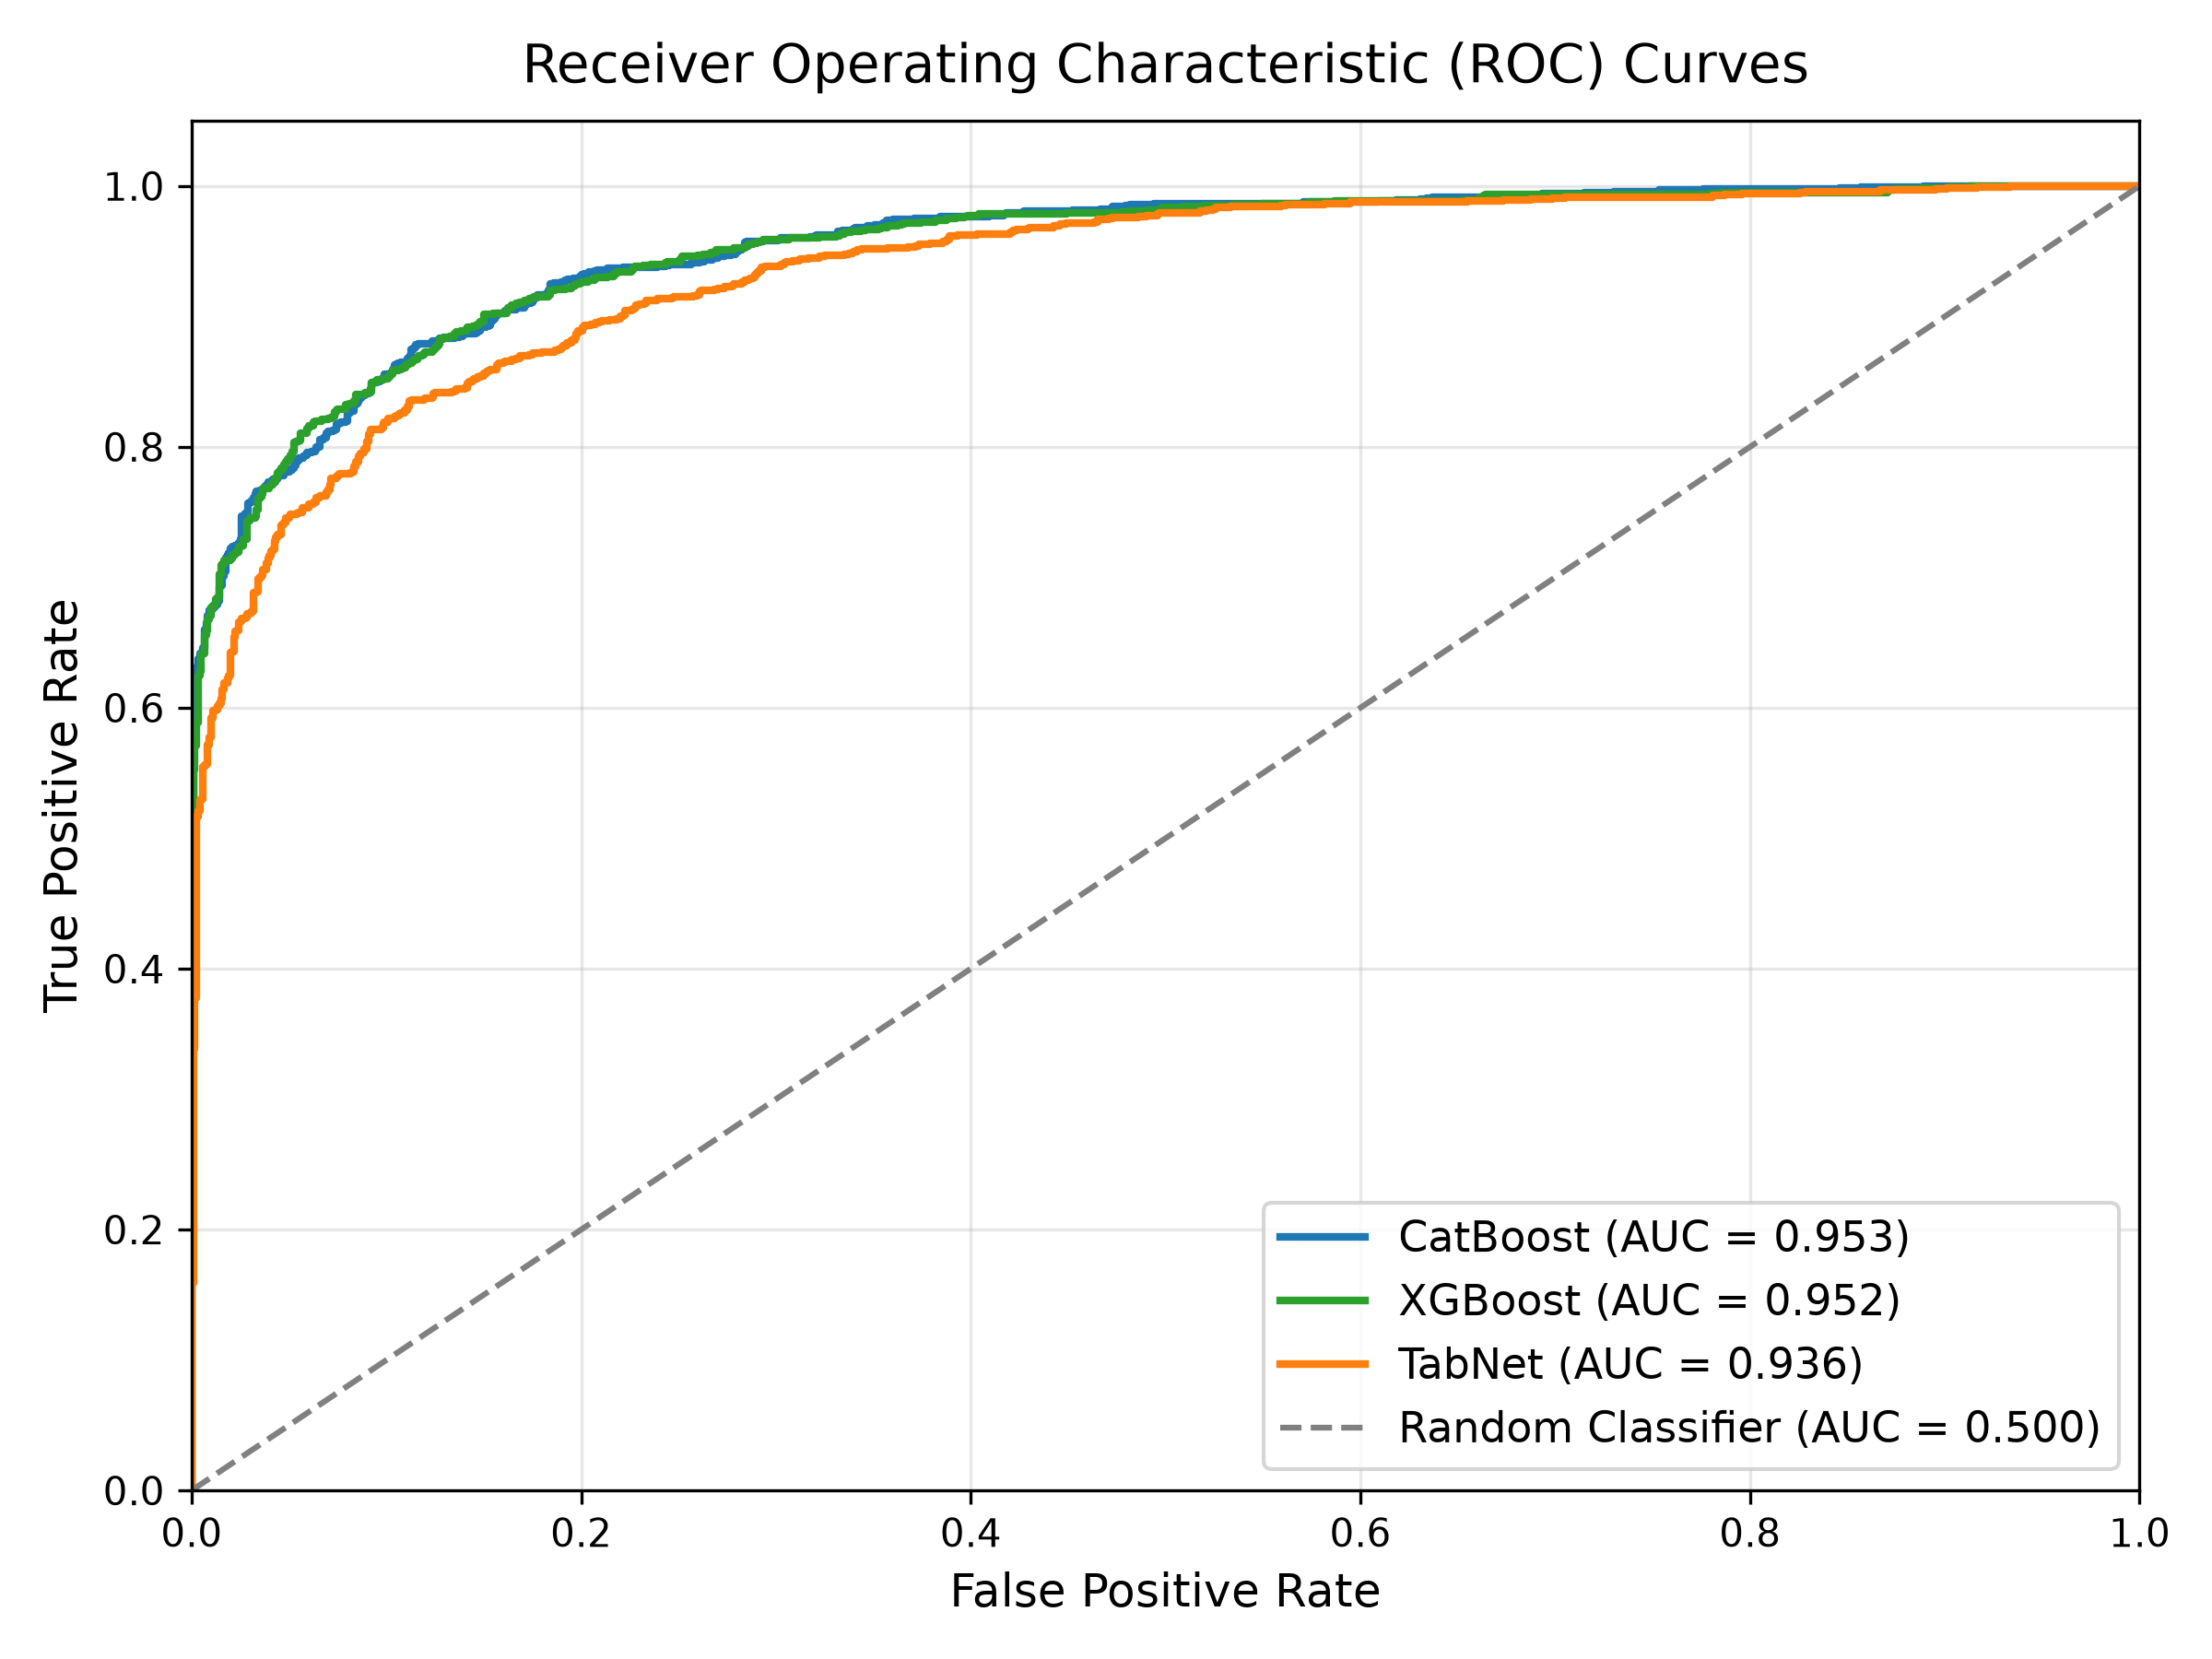 Receiver Operating Characteristic (ROC) Curves
True Positive Rate
1.0
0.8
0.6
0.4
0.2
0.0
0.0 0.2 0.4 0.6 0.8 1.0
False Positive Rate
CatBoost (AUC = 0.953)
XGBoost (AUC = 0.952)
TabNet (AUC = 0.936)
Random Classifier (AUC = 0.500)